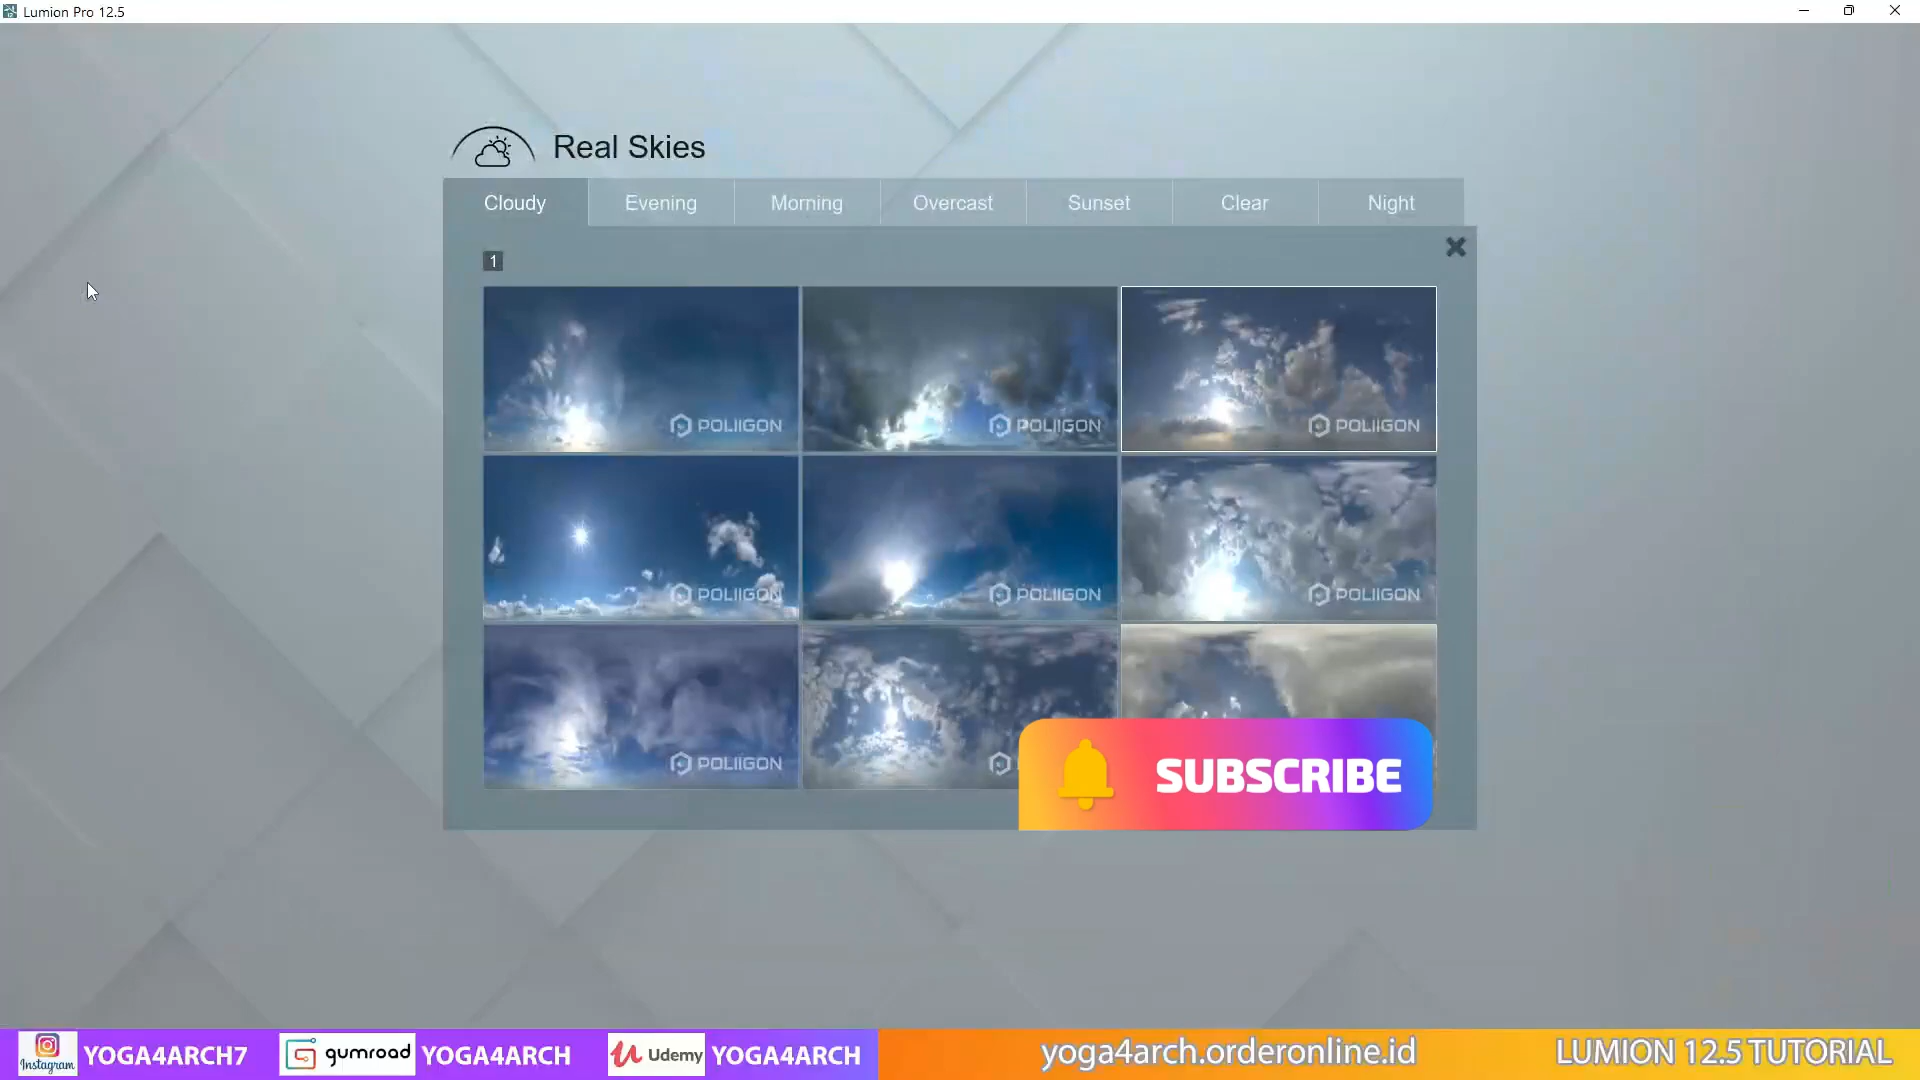 Lumion Pro 12.5
Real Skies
Cloudy Evening Morning Overcast Sunset Clear Night
1
POLIIGON POLIIGON POLIIGON
POLIIGON POLIIGON POLIIGON
POLIIGON
SUBSCRIBE
Instagram YOGA4ARCH7 gumroad YOGA4ARCH Udemy YOGA4ARCH yoga4arch.orderonline.id LUMION 12.5 TUTORIAL